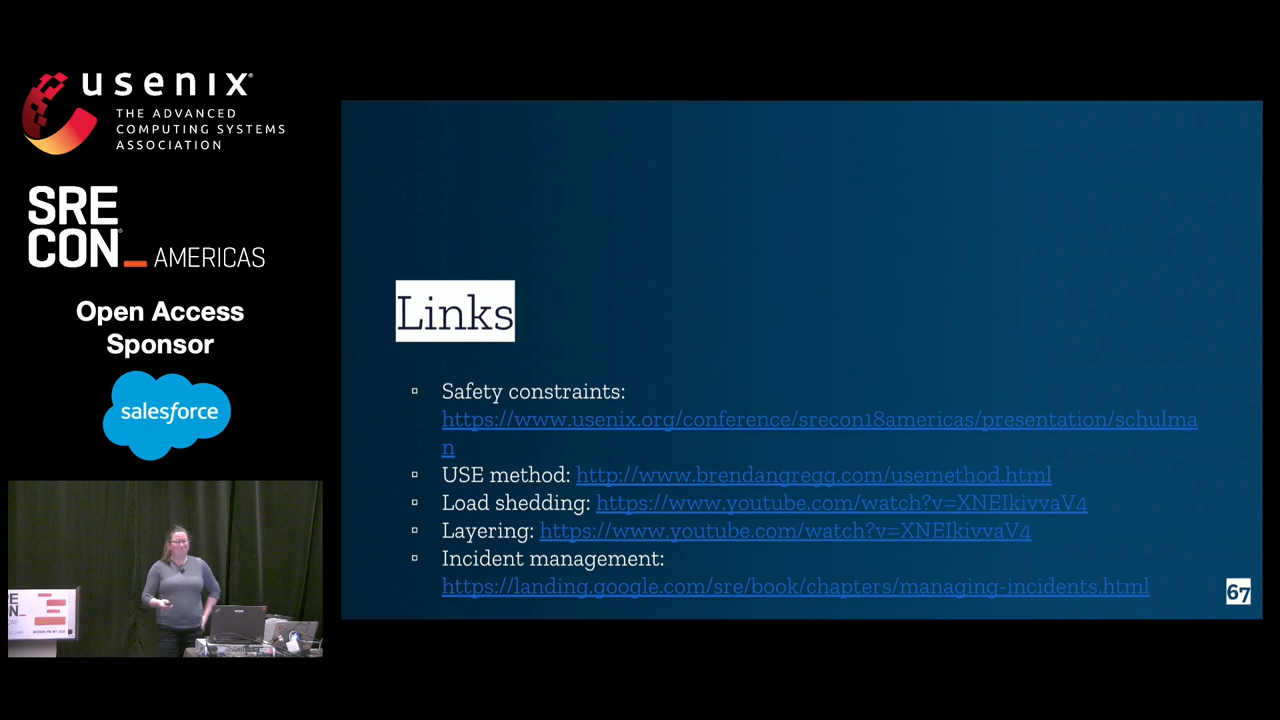 usenix®
THE ADVANCED
COMPUTING SYSTEMS
ASSOCIATION
SRE
CON_ AMERICAS
Open Access
Sponsor
salesforce
Links
▫ Safety constraints:
https://www.usenix.org/conference/srecon18americas/presentation/schulma
n
▫ USE method: http://www.brendangregg.com/usemethod.html
▫ Load shedding: https://www.youtube.com/watch?v=XNEIkivvaV4
▫ Layering: https://www.youtube.com/watch?v=XNEIkivvaV4
▫ Incident management:
https://landing.google.com/sre/book/chapters/managing-incidents.html
67